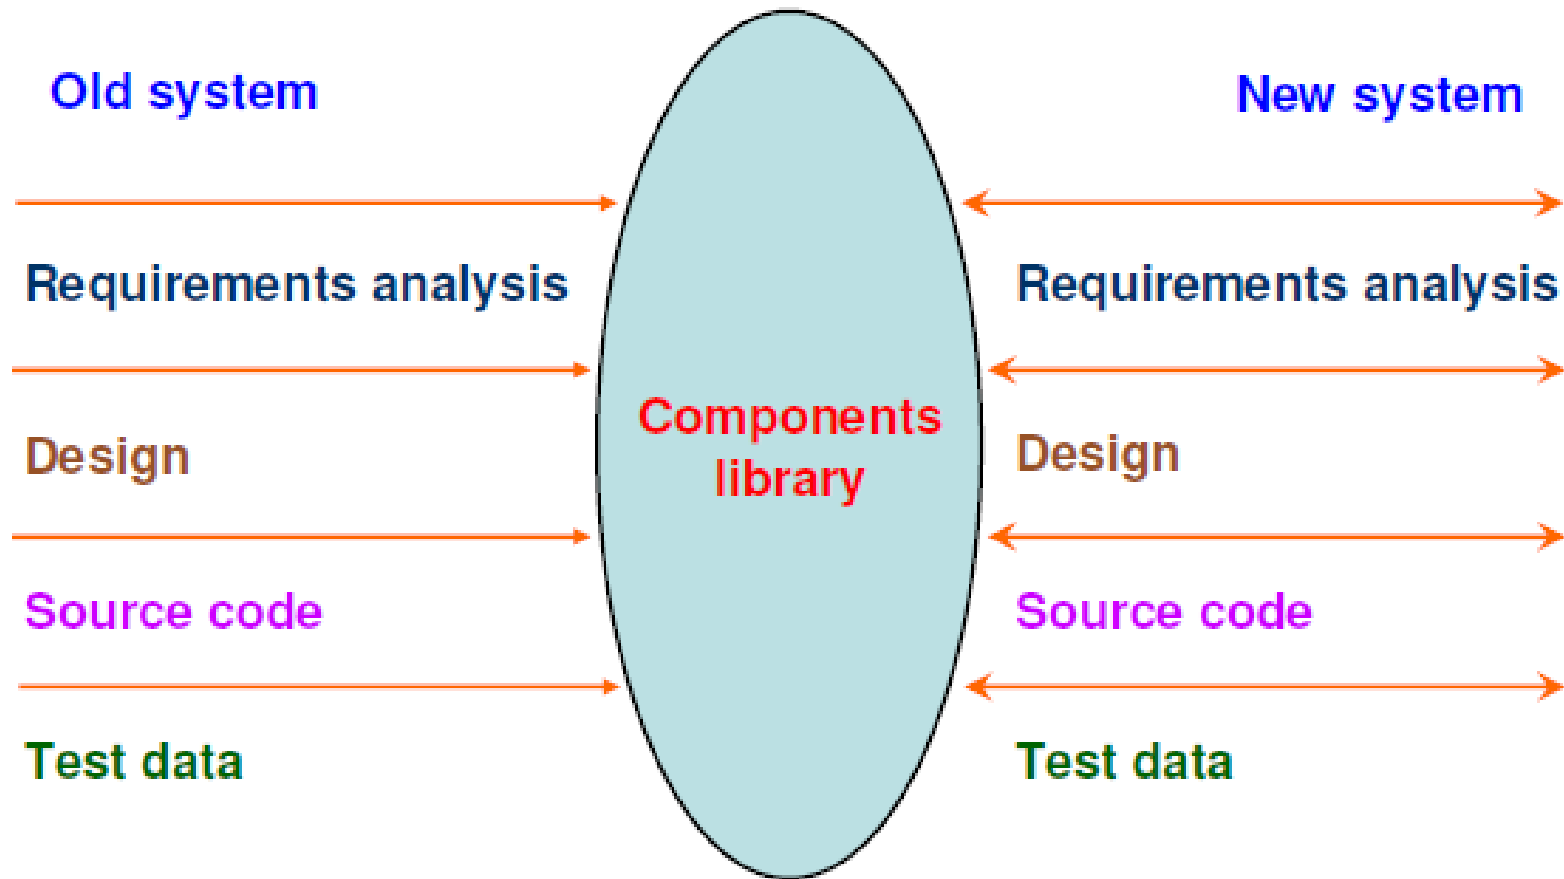 Old system
New system
Requirements analysis
Requirements analysis
Components
library
Design
Design
Source code
Source code
Test data
Test data